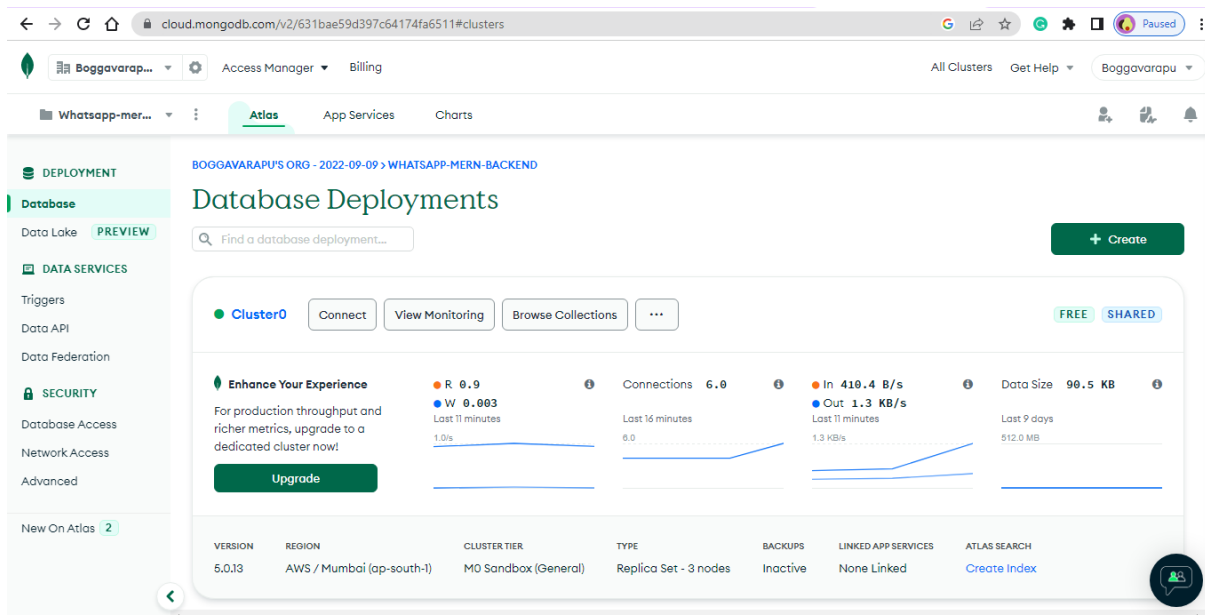 cloud.mongodb.com/v2/631bae59d397c64174fa6511#clusters
Paused
Boggavarap...
Access Manager
Billing
All Clusters
Get Help
Boggavarapu
Whatsapp-mer...
Atlas
App Services
Charts
DEPLOYMENT
Database
Data Lake PREVIEW
DATA SERVICES
Triggers
Data API
Data Federation
SECURITY
Database Access
Network Access
Advanced
New On Atlas 2
BOGGAVARAPU'S ORG - 2022-09-09 > WHATSAPP-MERN-BACKEND
Database Deployments
Find a database deployment...
+ Create
Cluster0
Connect
View Monitoring
Browse Collections
...
FREE
SHARED
Enhance Your Experience
For production throughput and
richer metrics, upgrade to a
dedicated cluster now!
Upgrade
R 0.9
W 0.003
Last 11 minutes
1.0/s
Connections 6.0
Last 16 minutes
6.0
In 410.4 B/s
Out 1.3 KB/s
Last 11 minutes
1.3 KB/s
Data Size 90.5 KB
Last 9 days
512.0 MB
VERSION REGION CLUSTER TIER TYPE BACKUPS LINKED APP SERVICES ATLAS SEARCH
5.0.13 AWS / Mumbai (ap-south-1) M0 Sandbox (General) Replica Set - 3 nodes Inactive None Linked Create Index